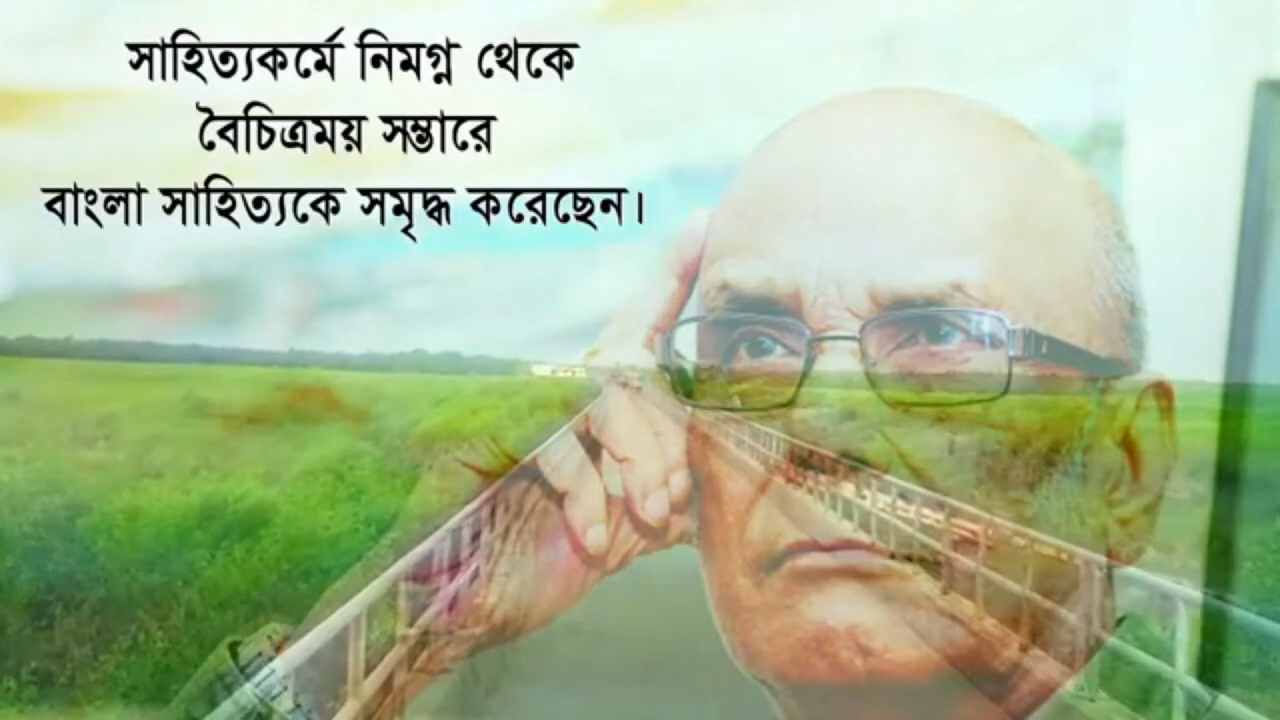 সাহিত্যকর্মে নিমগ্ন থেকে
বৈচিত্রময় সম্ভারে
বাংলা সাহিত্যকে সমৃদ্ধ করেছেন।